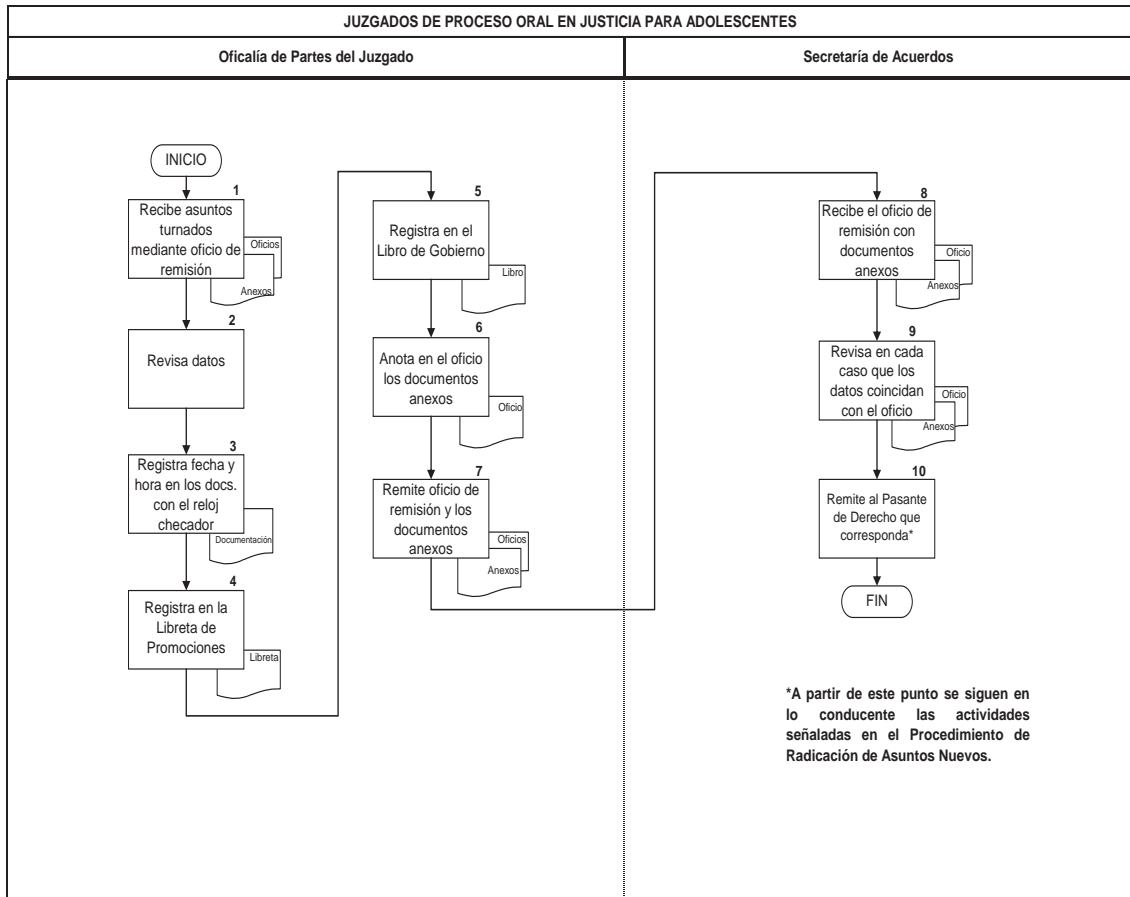 JUZGADOS DE PROCESO ORAL EN JUSTICIA PARA ADOLESCENTES
Oficalía de Partes del Juzgado
Secretaría de Acuerdos
INICIO
1
Recibe asuntos
turnados
mediante oficio de
remisión
Oficios
Anexos
2
Revisa datos
3
Registra fecha y
hora en los docs.
con el reloj
checador
Documentación
4
Registra en la
Libreta de
Promociones
Libreta
5
Registra en el
Libro de Gobierno
Libro
6
Anota en el oficio
los documentos
anexos
Oficio
7
Remite oficio de
remisión y los
documentos
anexos
Oficios
Anexos
8
Recibe el oficio de
remisión con
documentos
anexos
Oficio
Anexos
9
Revisa en cada
caso que los
datos coincidan
con el oficio
Oficio
Anexos
10
Remite al Pasante
de Derecho que
corresponda*
FIN
*A partir de este punto se siguen en
lo conducente las actividades
señaladas en el Procedimiento de
Radicación de Asuntos Nuevos.